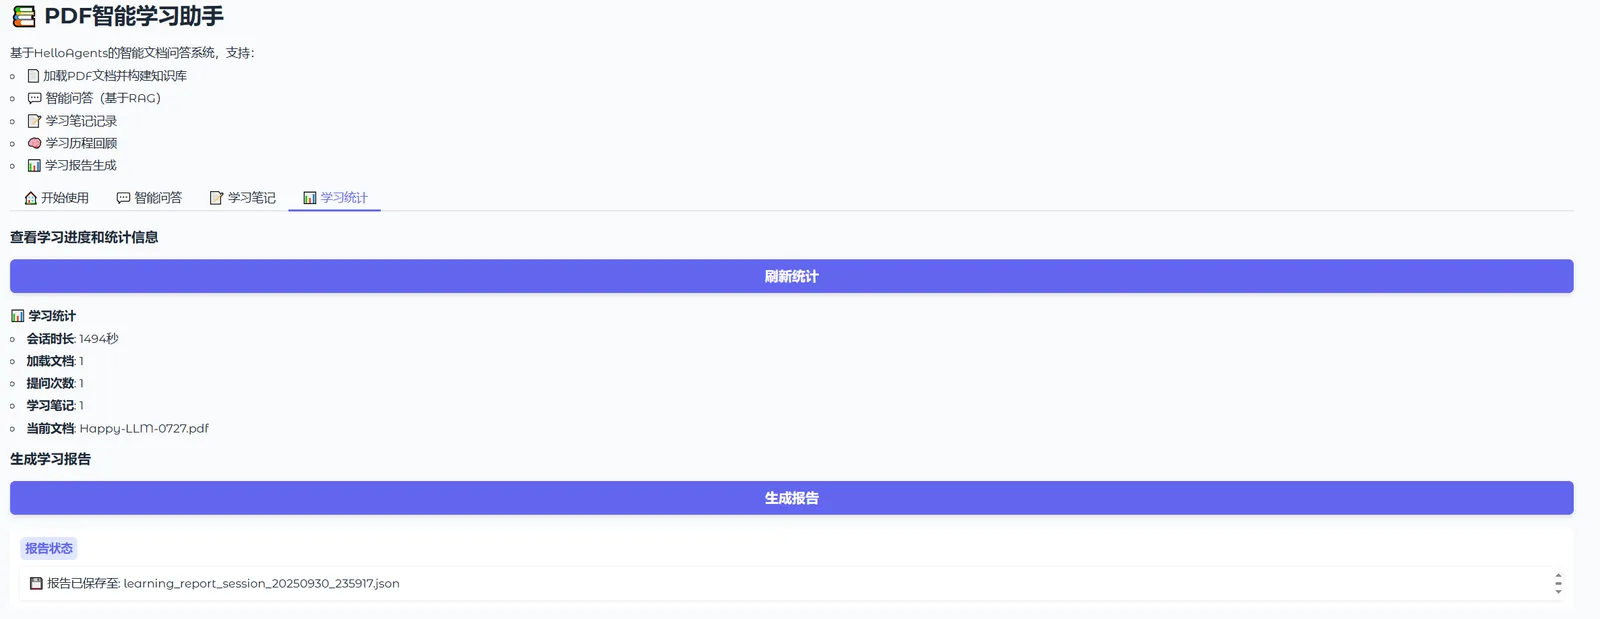 PDF智能学习助手
基于HelloAgents的智能文档问答系统，支持：
加载PDF文档并构建知识库
智能问答（基于RAG）
学习笔记记录
学习历程回顾
学习报告生成
开始使用 智能问答 学习笔记 学习统计
查看学习进度和统计信息
刷新统计
学习统计
会话时长: 1494秒
加载文档: 1
提问次数: 1
学习笔记: 1
当前文档: Happy-LLM-0727.pdf
生成学习报告
生成报告
报告状态
报告已保存至: learning_report_session_20250930_235917.json